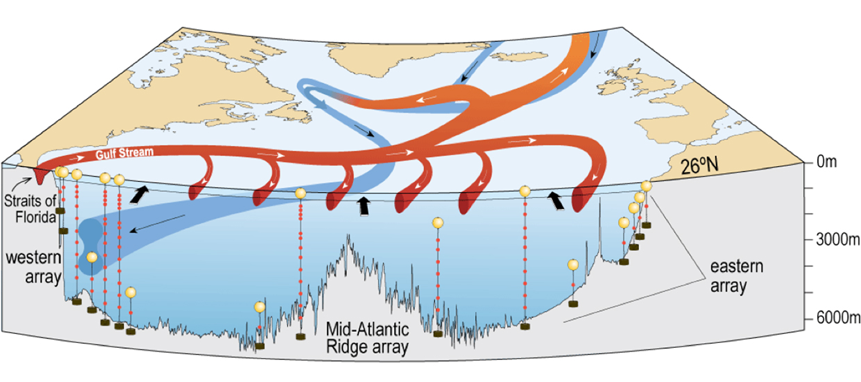 Gulf Stream
26ºN
0m
Straits of
Florida
3000m
western
array
eastern
array
6000m
Mid-Atlantic
Ridge array